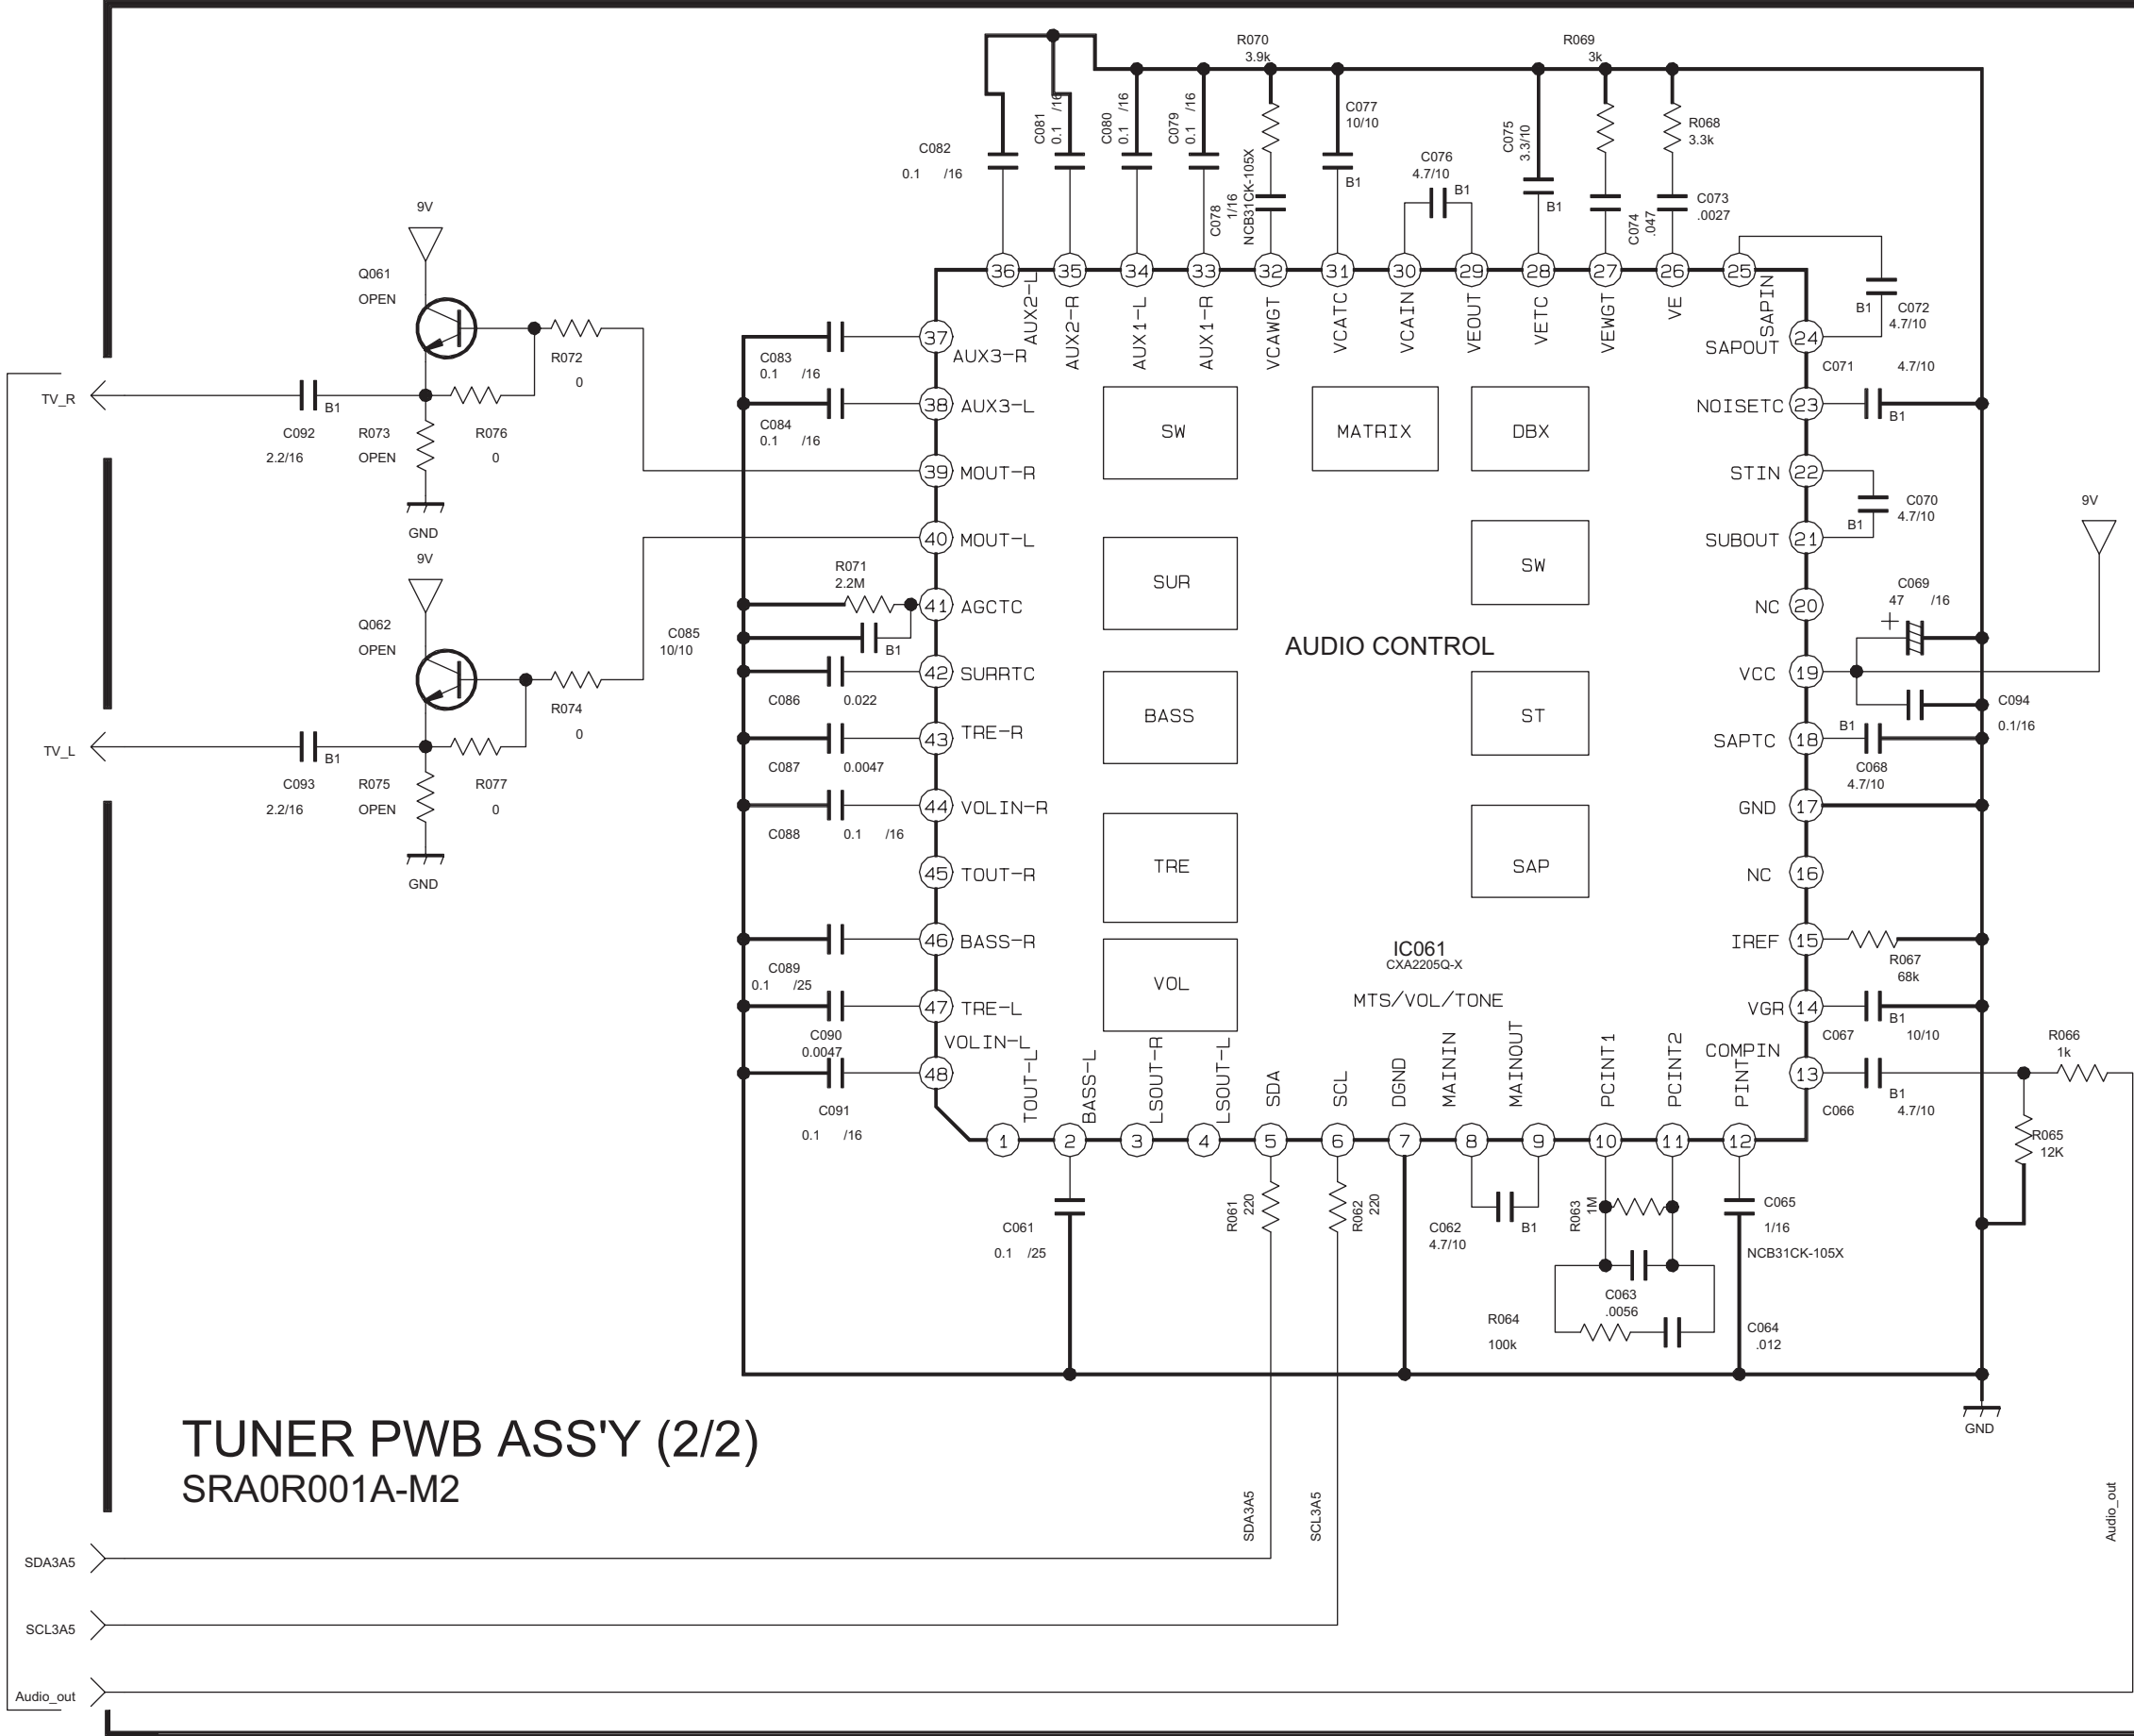 R070
3.9k
R069
3k
C081
0.1 /16
C080
0.1 /16
C079
0.1 /16
C077
10/10
B1
C075
3.3/10
B1
R068
3.3k
C082
0.1 /16
C078
1/16
NCB31CK-105X
C076
4.7/10
B1
C074
.047
C073
.0027
9V
Q061
OPEN
R072
0
TV_R
B1
C092
2.2/16
R073
OPEN
R076
0
GND
9V
Q062
OPEN
R074
0
TV_L
B1
C093
2.2/16
R075
OPEN
R077
0
GND
36
35
34
33
32
31
30
29
28
27
26
25
AUX2-L
AUX2-R
AUX1-L
AUX1-R
VCAWGT
VCATC
VCAIN
VEOUT
VETC
VEWGT
VE
SAPIN
C083
0.1 /16
37
AUX3-R
C084
0.1 /16
38 AUX3-L
39 MOUT-R
40 MOUT-L
R071
2.2M
41 AGCTC
C085
10/10
B1
42 SURRTC
C086 0.022
43 TRE-R
C087 0.0047
44 VOLIN-R
C088 0.1 /16
45 TOUT-R
46 BASS-R
C089
0.1 /25
47 TRE-L
C090
0.0047
VOLIN-L
48
C091
0.1 /16
SW
MATRIX
DBX
SUR
SW
AUDIO CONTROL
BASS
ST
TRE
SAP
VOL
IC061
CXA2205Q-X
MTS/VOL/TONE
SAPOUT 24
B1 C072
4.7/10
C071 4.7/10
NOISETC 23
B1
STIN 22
C070
4.7/10
B1
SUBOUT 21
9V
NC 20
C069
47 /16
+
VCC 19
C094
0.1/16
SAPTC 18
B1
C068
4.7/10
GND 17
NC 16
IREF 15
R067
68k
VGR 14
B1
C067 10/10
COMPIN
13
B1
C066 4.7/10
R066
1k
R065
12K
TOUT-L
BASS-L
LSOUT-R
LSOUT-L
SDA
SCL
DGND
MAININ
MAINOUT
PCINT1
PCINT2
PINT
1
2
3
4
5
6
7
8
9
10
11
12
C061
0.1 /25
R061
220
R062
220
C062
4.7/10
B1
R063
1M
C065
1/16
NCB31CK-105X
C063
.0056
R064
100k
C064
.012
GND
TUNER PWB ASS'Y (2/2)
SRA0R001A-M2
SDA3A5
SCL3A5
Audio_out
SDA3A5
SCL3A5
Audio_out